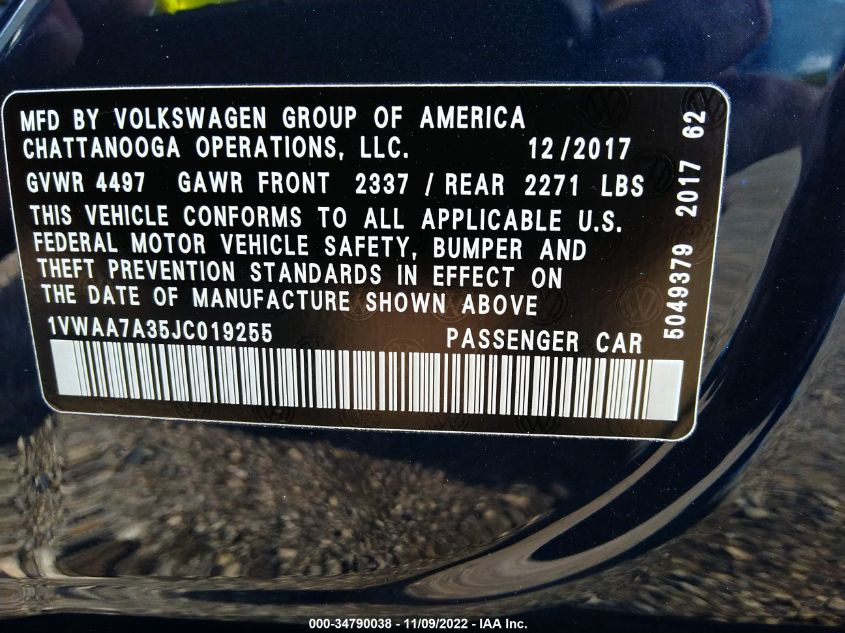 MFD BY VOLKSWAGEN GROUP OF AMERICA
CHATTANOOGA OPERATIONS, LLC. 12/2017
GVWR 4497 GAWR FRONT 2337 / REAR 2271 LBS
THIS VEHICLE CONFORMS TO ALL APPLICABLE U.S.
FEDERAL MOTOR VEHICLE SAFETY, BUMPER AND
THEFT PREVENTION STANDARDS IN EFFECT ON
THE DATE OF MANUFACTURE SHOWN ABOVE
1VWAA7A35JC019255 PASSENGER CAR
5049379 2017 62
000-34790038 - 11/09/2022 - IAA Inc.